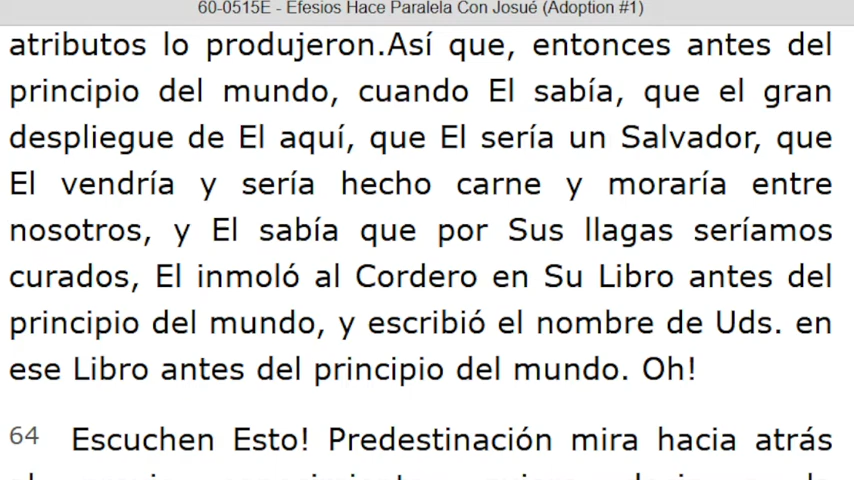 60-0515E - Efesios Hace Paralela Con Josué (Adoption #1)
atributos lo produjeron.Así que, entonces antes del
principio del mundo, cuando El sabía, que el gran
despliegue de El aquí, que El sería un Salvador, que
El vendría y sería hecho carne y moraría entre
nosotros, y El sabía que por Sus llagas seríamos
curados, El inmoló al Cordero en Su Libro antes del
principio del mundo, y escribió el nombre de Uds. en
ese Libro antes del principio del mundo. Oh!
64 Escuchen Esto! Predestinación mira hacia atrás